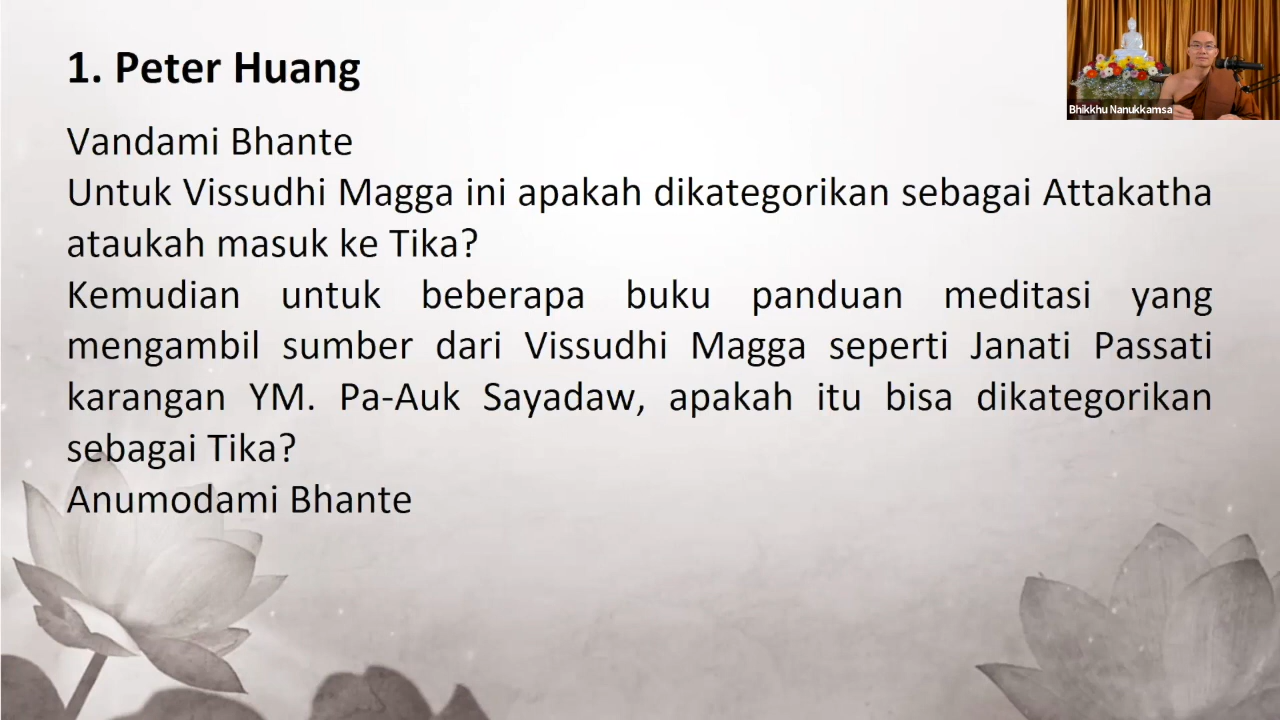 1. Peter Huang
Bhikkhu Nanukkamsa
Vandami Bhante
Untuk Vissudhi Magga ini apakah dikategorikan sebagai Attakatha
ataukah masuk ke Tika?
Kemudian untuk beberapa buku panduan meditasi yang
mengambil sumber dari Vissudhi Magga seperti Janati Passati
karangan YM. Pa-Auk Sayadaw, apakah itu bisa dikategorikan
sebagai Tika?
Anumodami Bhante